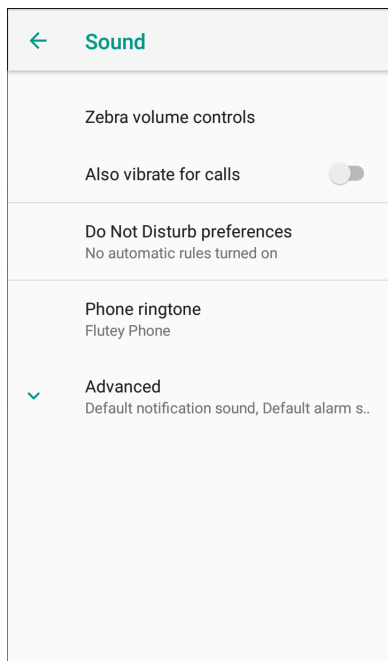 Sound
Zebra volume controls
Also vibrate for calls
Do Not Disturb preferences
No automatic rules turned on
Phone ringtone
Flutey Phone
Advanced
Default notification sound, Default alarm s..